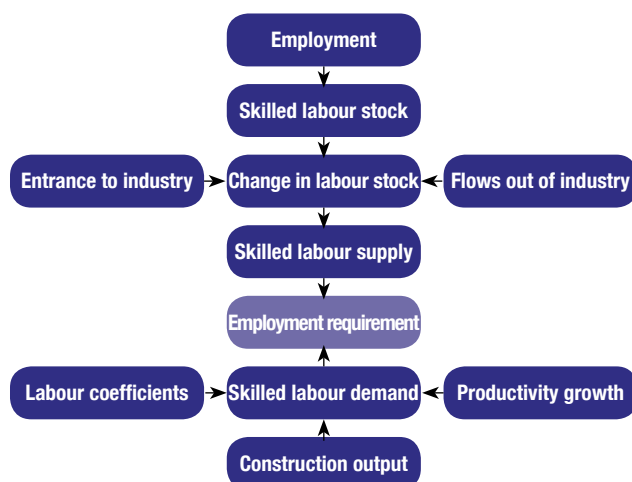 Employment
Skilled labour stock
Entrance to industry
Change in labour stock
Flows out of industry
Skilled labour supply
Employment requirement
Labour coefficients
Skilled labour demand
Productivity growth
Construction output